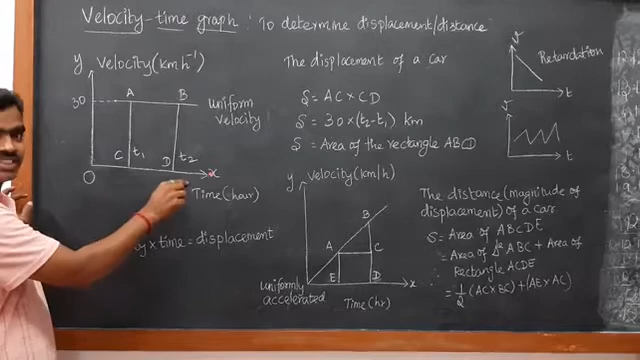 Velocity-time graph : To determine displacement/distance
y velocity (km h⁻¹)
30
A
B
uniform
velocity
C
t₁
D
t₂
x
O
Time (hour)
y × time = displacement
The displacement of a car
S = AC × CD
S = 30 × (t₂ - t₁) km
S = Area of the rectangle ABCD
v
Retardation
t
v
t
y velocity (km/h)
B
A
C
E
D
x
uniformly
accelerated
Time (hr)
The distance (magnitude of
displacement) of a car
S = Area of ABCDE
= Area of Δle ABC + Area of
Rectangle ACDE
∴ = 1/2 (AC × BC) + (AE × AC)